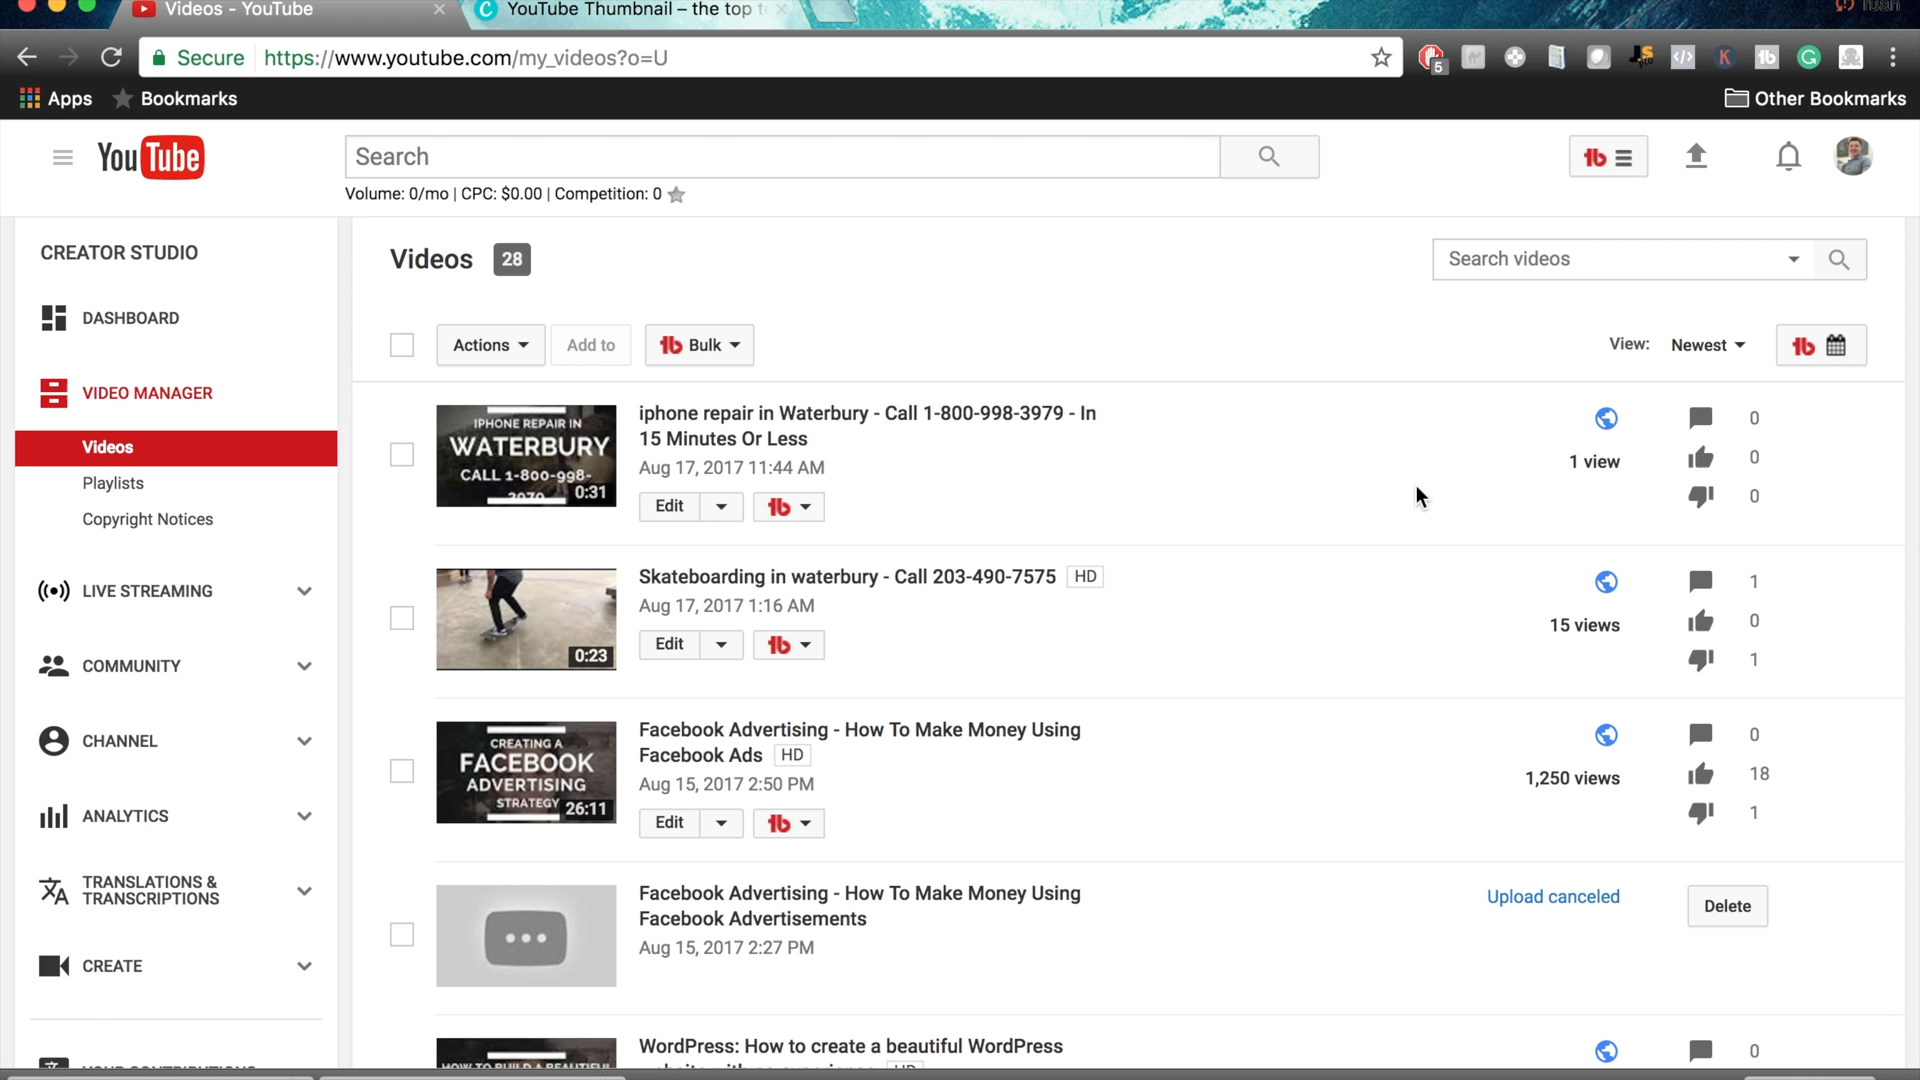 Videos - YouTube
YouTube Thumbnail – the top t
Secure
https://www.youtube.com/my_videos?o=U
5
Apps
Bookmarks
Other Bookmarks
YouTube
Search
Volume: 0/mo | CPC: $0.00 | Competition: 0
CREATOR STUDIO
Videos 28
Search videos
DASHBOARD
Actions
Add to
Bulk
View:
Newest
VIDEO MANAGER
Videos
Playlists
Copyright Notices
LIVE STREAMING
COMMUNITY
CHANNEL
ANALYTICS
TRANSLATIONS &
TRANSCRIPTIONS
CREATE
IPHONE REPAIR IN
WATERBURY
CALL 1-800-998-
0:31
iphone repair in Waterbury - Call 1-800-998-3979 - In
15 Minutes Or Less
Aug 17, 2017 11:44 AM
Edit
1 view
0
0
0
0:23
Skateboarding in waterbury - Call 203-490-7575 HD
Aug 17, 2017 1:16 AM
Edit
15 views
1
0
1
CREATING A
FACEBOOK
ADVERTISING
STRATEGY
26:11
Facebook Advertising - How To Make Money Using
Facebook Ads HD
Aug 15, 2017 2:50 PM
Edit
1,250 views
0
18
1
Facebook Advertising - How To Make Money Using
Facebook Advertisements
Aug 15, 2017 2:27 PM
Upload canceled
Delete
WordPress: How to create a beautiful WordPress
0